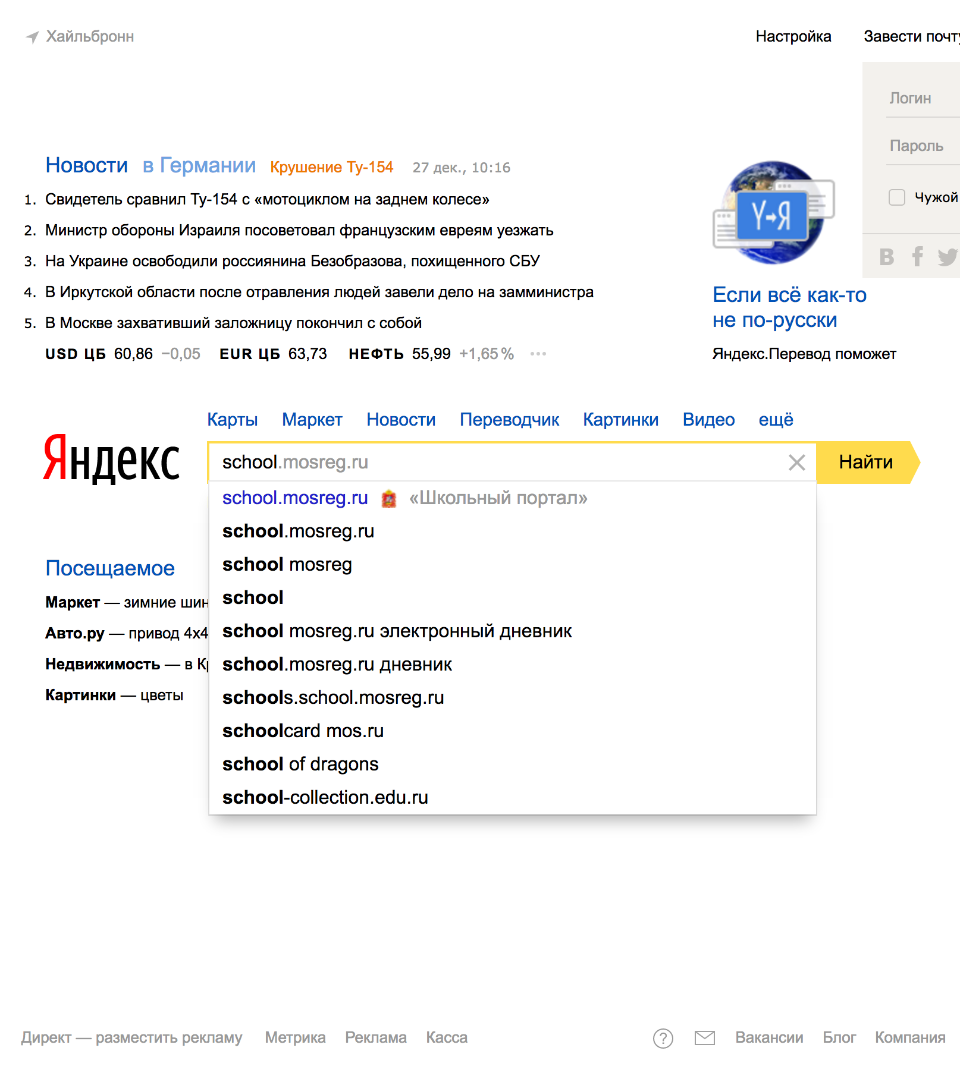 Хайльбронн
Настройка Завести почту
Логин
Пароль
Чужой
Новости в Германии Крушение Ту-154 27 дек., 10:16
1. Свидетель сравнил Ту-154 с «мотоциклом на заднем колесе»
2. Министр обороны Израиля посоветовал французским евреям уезжать
3. На Украине освободили россиянина Безобразова, похищенного СБУ
4. В Иркутской области после отравления людей завели дело на замминистра
5. В Москве захвативший заложницу покончил с собой
USD ЦБ 60,86 −0,05 EUR ЦБ 63,73 НЕФТЬ 55,99 +1,65%
Y→Я
Если всё как-то
не по-русски
Яндекс.Перевод поможет
Карты Маркет Новости Переводчик Картинки Видео ещё
Яндекс school.mosreg.ru Найти
school.mosreg.ru «Школьный портал»
school.mosreg.ru
school mosreg
school
school mosreg.ru электронный дневник
school.mosreg.ru дневник
schools.school.mosreg.ru
schoolcard mos.ru
school of dragons
school-collection.edu.ru
Посещаемое
Маркет — зимние шин
Авто.ру — привод 4х4
Недвижимость — в Кр
Картинки — цветы
Директ — разместить рекламу Метрика Реклама Касса
? Вакансии Блог Компания